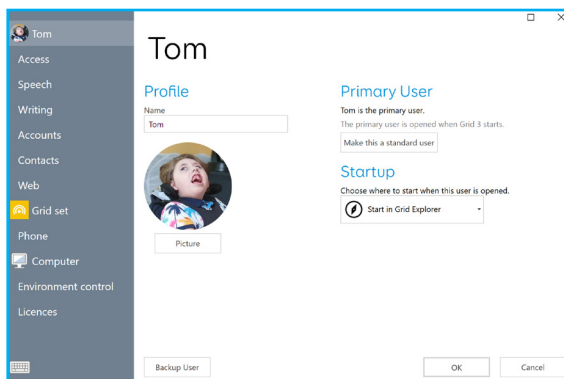 Tom
Access
Speech
Writing
Accounts
Contacts
Web
Grid set
Phone
Computer
Environment control
Licences
Tom
Profile
Name
Tom
Picture
Primary User
Tom is the primary user.
The primary user is opened when Grid 3 starts.
Make this a standard user
Startup
Choose where to start when this user is opened.
Start in Grid Explorer
Backup User
OK
Cancel